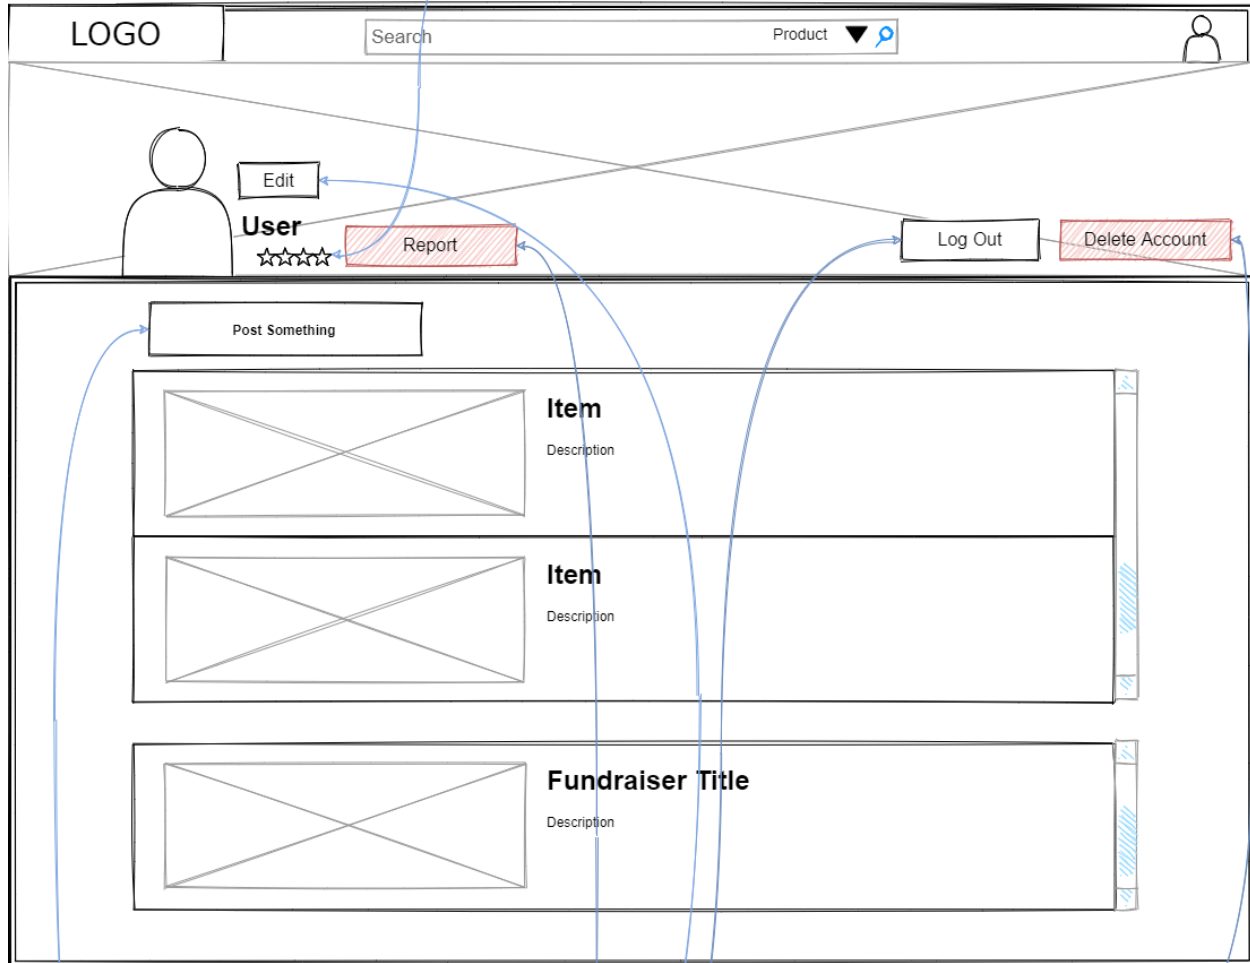 LOGO
Search
Product
Edit
User
Report
Log Out
Delete Account
Post Something
Item
Description
Item
Description
Fundraiser Title
Description